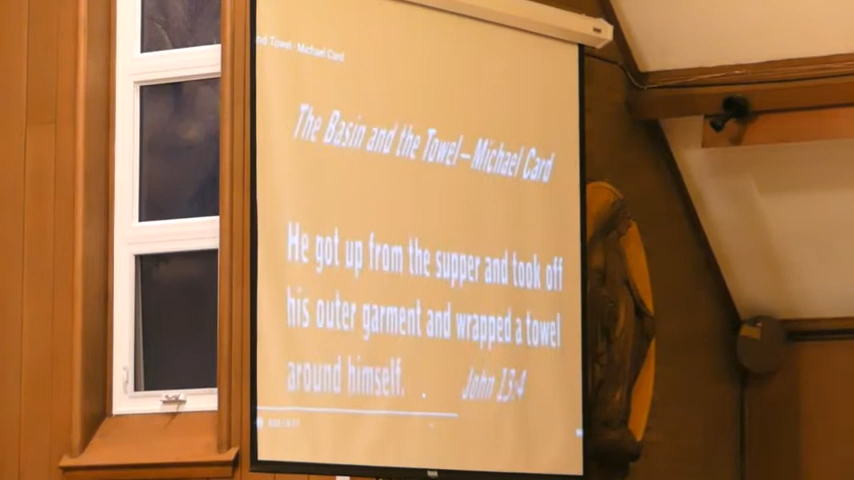 nd Towel - Michael Card
The Basin and the Towel—Michael Card
He got up from the supper and took off
his outer garment and wrapped a towel
around himself. John 13:4